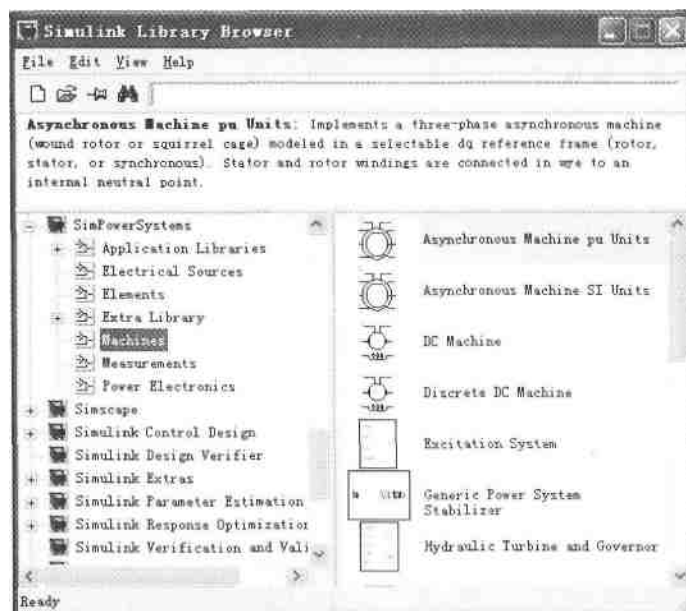 Simulink Library Browser
File Edit View Help
Asynchronous Machine pu Units: Implements a three-phase asynchronous machine
(wound rotor or squirrel cage) modeled in a selectable dq reference frame (rotor,
stator, or synchronous). Stator and rotor windings are connected in wye to an
internal neutral point.
SimPowerSystems
Application Libraries
Electrical Sources
Elements
Extra Library
Machines
Measurements
Power Electronics
Simscape
Simulink Control Design
Simulink Design Verifier
Simulink Extras
Simulink Parameter Estimation
Simulink Response Optimization
Simulink Verification and Vali
Asynchronous Machine pu Units
Asynchronous Machine SI Units
DC Machine
Discrete DC Machine
Excitation System
Generic Power System
Stabilizer
Hydraulic Turbine and Governor
Ready